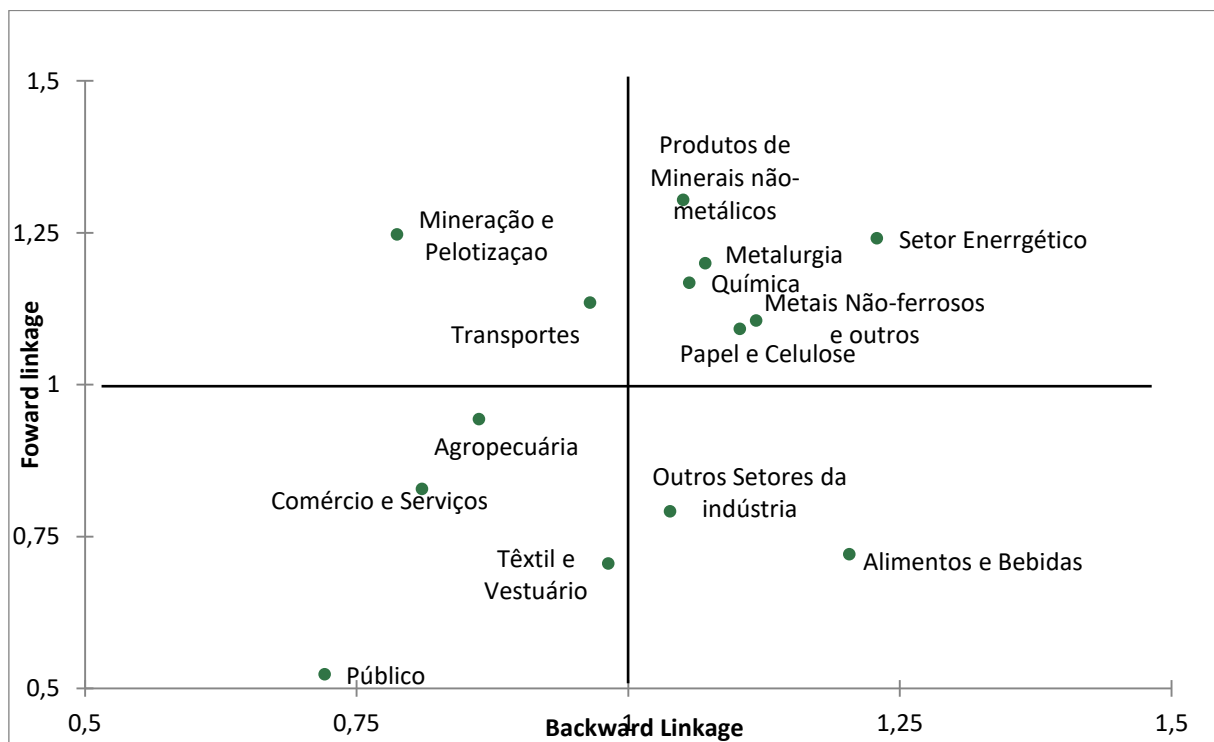 1,5
Produtos de
Minerais não-
metálicos
Mineração e
Pelotizaçao
1,25
Setor Enerrgético
Metalurgia
Química
Metais Não-ferrosos
e outros
Transportes
Papel e Celulose
1
Foward linkage
Agropecuária
Outros Setores da
indústria
Comércio e Serviços
0,75
Têxtil e
Vestuário
Alimentos e Bebidas
Público
0,5
0,5
0,75
1
1,25
1,5
Backward Linkage